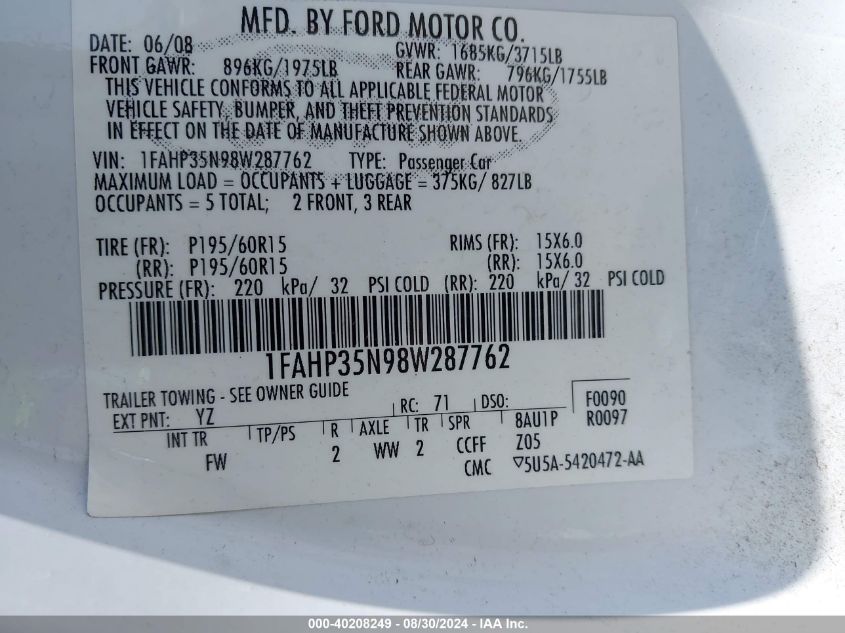 MFD. BY FORD MOTOR CO.
DATE: 06/08 GVWR: 1685KG/3715LB
FRONT GAWR: 896KG/1975LB REAR GAWR: 796KG/1755LB
THIS VEHICLE CONFORMS TO ALL APPLICABLE FEDERAL MOTOR
VEHICLE SAFETY, BUMPER, AND THEFT PREVENTION STANDARDS
IN EFFECT ON THE DATE OF MANUFACTURE SHOWN ABOVE.
VIN: 1FAHP35N98W287762 TYPE: Passenger Car
MAXIMUM LOAD = OCCUPANTS + LUGGAGE = 375KG/ 827LB
OCCUPANTS = 5 TOTAL; 2 FRONT, 3 REAR
TIRE (FR): P195/60R15 RIMS (FR): 15X6.0
(RR): P195/60R15 (RR): 15X6.0
PRESSURE (FR): 220 kPa/ 32 PSI COLD (RR): 220 kPa/ 32 PSI COLD
1FAHP35N98W287762
TRAILER TOWING - SEE OWNER GUIDE
EXT PNT: YZ RC: 71 DSO: F0090
R0097
INT TR TP/PS R AXLE TR SPR 8AU1P
FW 2 WW 2 CCFF Z05
CMC ▽5U5A-5420472-AA
000-40208249 - 08/30/2024 - IAA Inc.